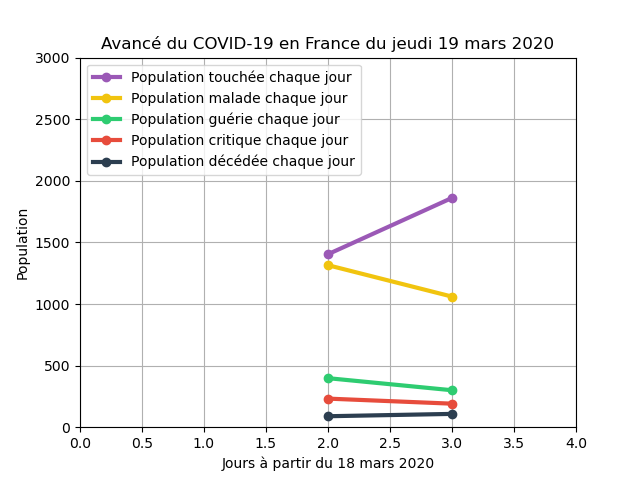 Avancé du COVID-19 en France du jeudi 19 mars 2020
3000
2500
2000
1500
1000
500
0
Population
Population touchée chaque jour
Population malade chaque jour
Population guérie chaque jour
Population critique chaque jour
Population décédée chaque jour
0.0 0.5 1.0 1.5 2.0 2.5 3.0 3.5 4.0
Jours à partir du 18 mars 2020